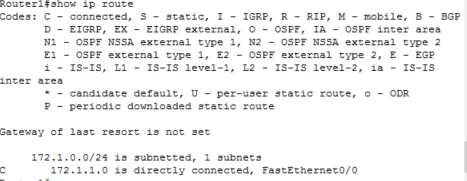 Router1#show ip route
Codes: C - connected, S - static, I - IGRP, R - RIP, M - mobile, B - BGP
D - EIGRP, EX - EIGRP external, O - OSPF, IA - OSPF inter area
N1 - OSPF NSSA external type 1, N2 - OSPF NSSA external type 2
E1 - OSPF external type 1, E2 - OSPF external type 2, E - EGP
i - IS-IS, L1 - IS-IS level-1, L2 - IS-IS level-2, ia - IS-IS
inter area
* - candidate default, U - per-user static route, o - ODR
P - periodic downloaded static route
Gateway of last resort is not set
172.1.0.0/24 is subnetted, 1 subnets
C 172.1.1.0 is directly connected, FastEthernet0/0